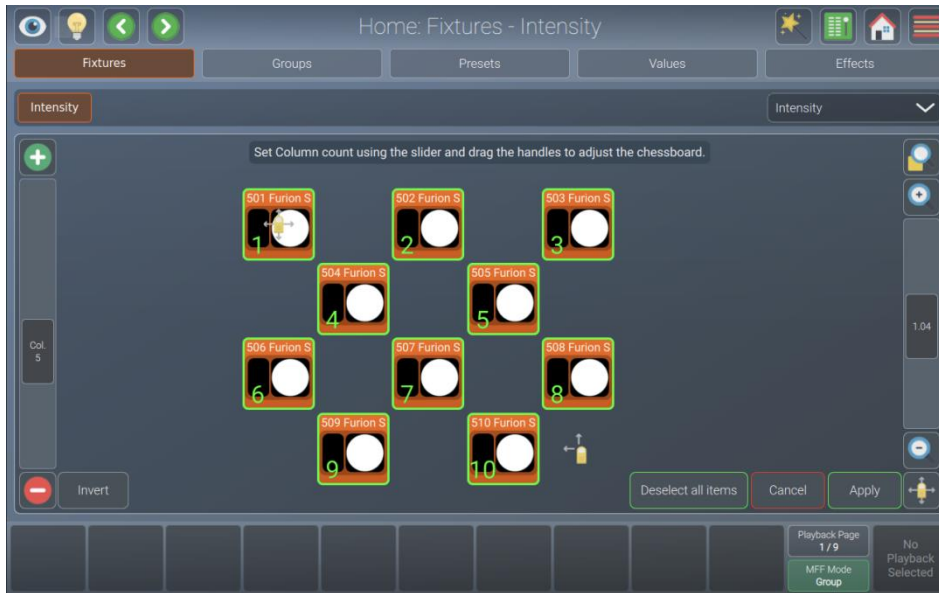 Home: Fixtures - Intensity
Fixtures
Groups
Presets
Values
Effects
Intensity
Intensity
Set Column count using the slider and drag the handles to adjust the chessboard.
501 Furion S
1
502 Furion S
2
503 Furion S
3
504 Furion S
4
505 Furion S
5
Col.
5
1.04
506 Furion S
6
507 Furion S
7
508 Furion S
8
509 Furion S
9
510 Furion S
10
Invert
Deselect all items
Cancel
Apply
Playback Page
1/9
MFF Mode
Group
No
Playback
Selected